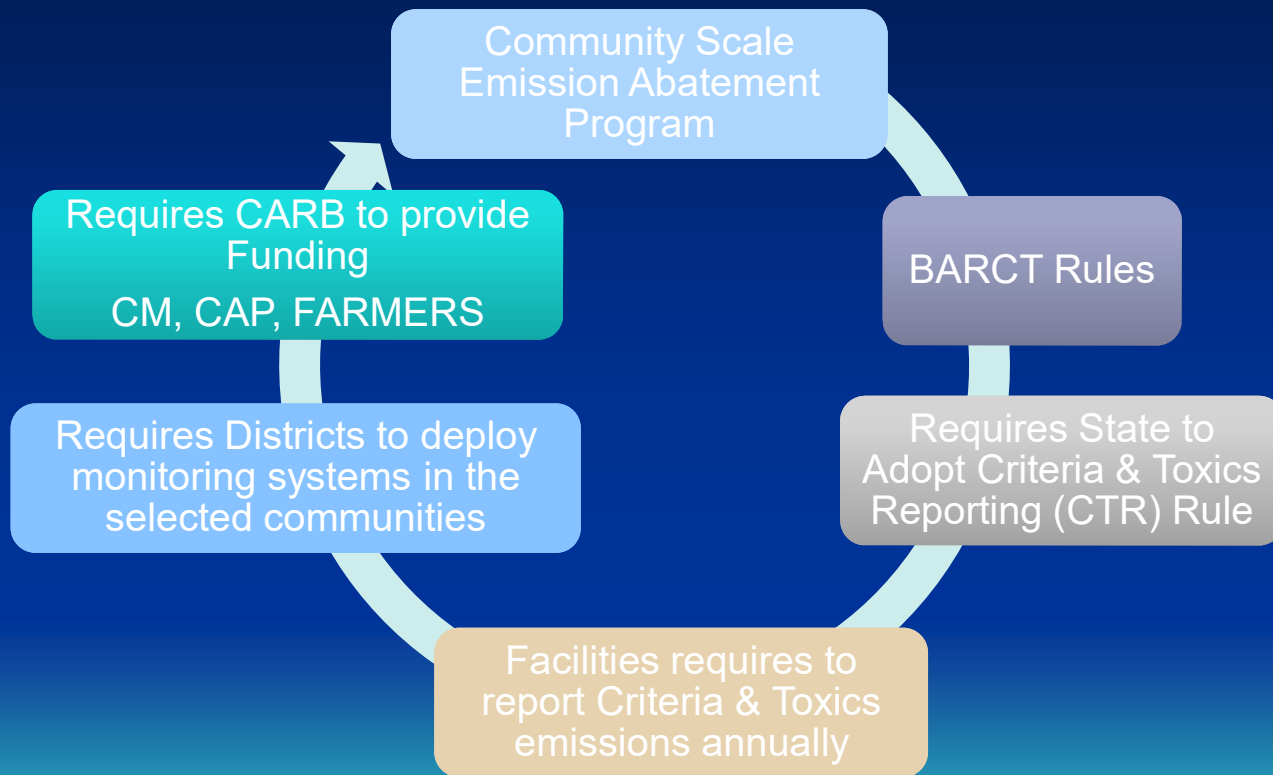 Community Scale
Emission Abatement
Program
BARCT Rules
Requires State to
Adopt Criteria & Toxics
Reporting (CTR) Rule
Facilities requires to
report Criteria & Toxics
emissions annually
Requires Districts to deploy
monitoring systems in the
selected communities
Requires CARB to provide
Funding
CM, CAP, FARMERS